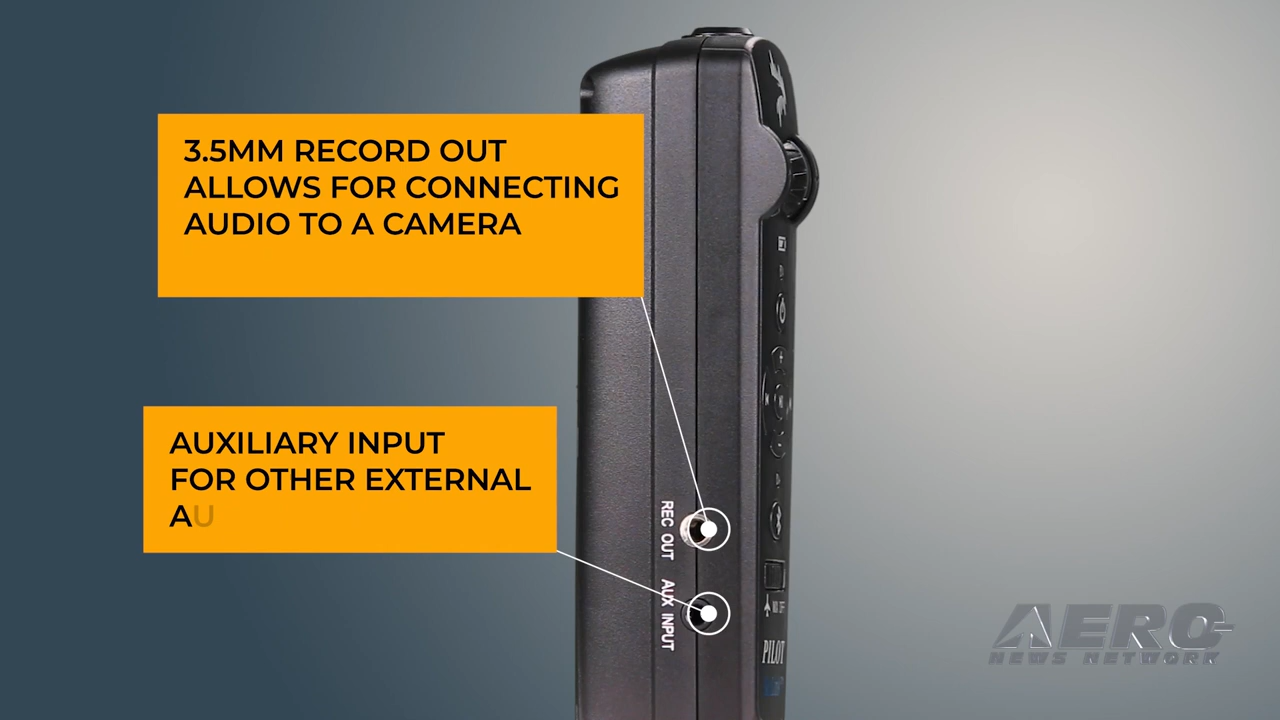 3.5MM RECORD OUT
ALLOWS FOR CONNECTING
AUDIO TO A CAMERA
AUXILIARY INPUT
FOR OTHER EXTERNAL
AU
REC OUT
AUX INPUT
PILOT
AERO
NEWS NETWORK